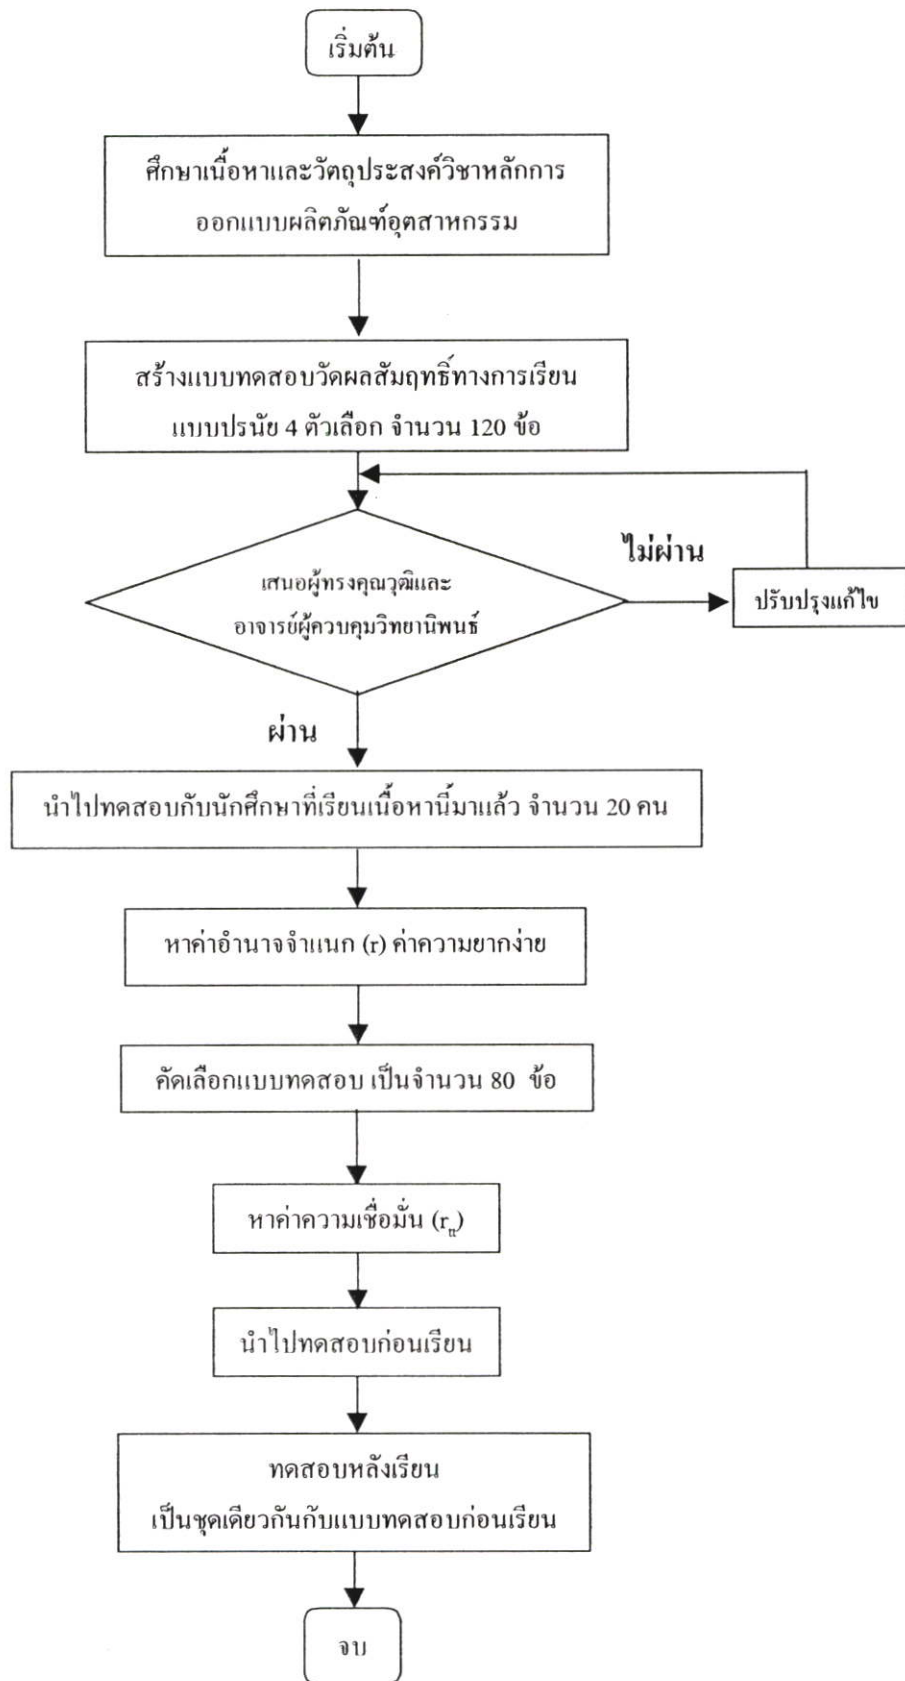 เริ่มต้น
ศึกษาเนื้อหาและวัตถุประสงค์วิชาหลักการ
ออกแบบผลิตภัณฑ์อุตสาหกรรม
สร้างแบบทดสอบวัดผลสัมฤทธิ์ทางการเรียน
แบบปรนัย 4 ตัวเลือก จำนวน 120 ข้อ
เสนอผู้ทรงคุณวุฒิและ
อาจารย์ผู้ควบคุมวิทยานิพนธ์
ไม่ผ่าน
ปรับปรุงแก้ไข
ผ่าน
นำไปทดสอบกับนักศึกษาที่เรียนเนื้อหานี้มาแล้ว จำนวน 20 คน
หาค่าอำนาจจำแนก (r) ค่าความยากง่าย
คัดเลือกแบบทดสอบ เป็นจำนวน 80 ข้อ
หาค่าความเชื่อมั่น (r_tt)
นำไปทดสอบก่อนเรียน
ทดสอบหลังเรียน
เป็นชุดเดียวกันกับแบบทดสอบก่อนเรียน
จบ